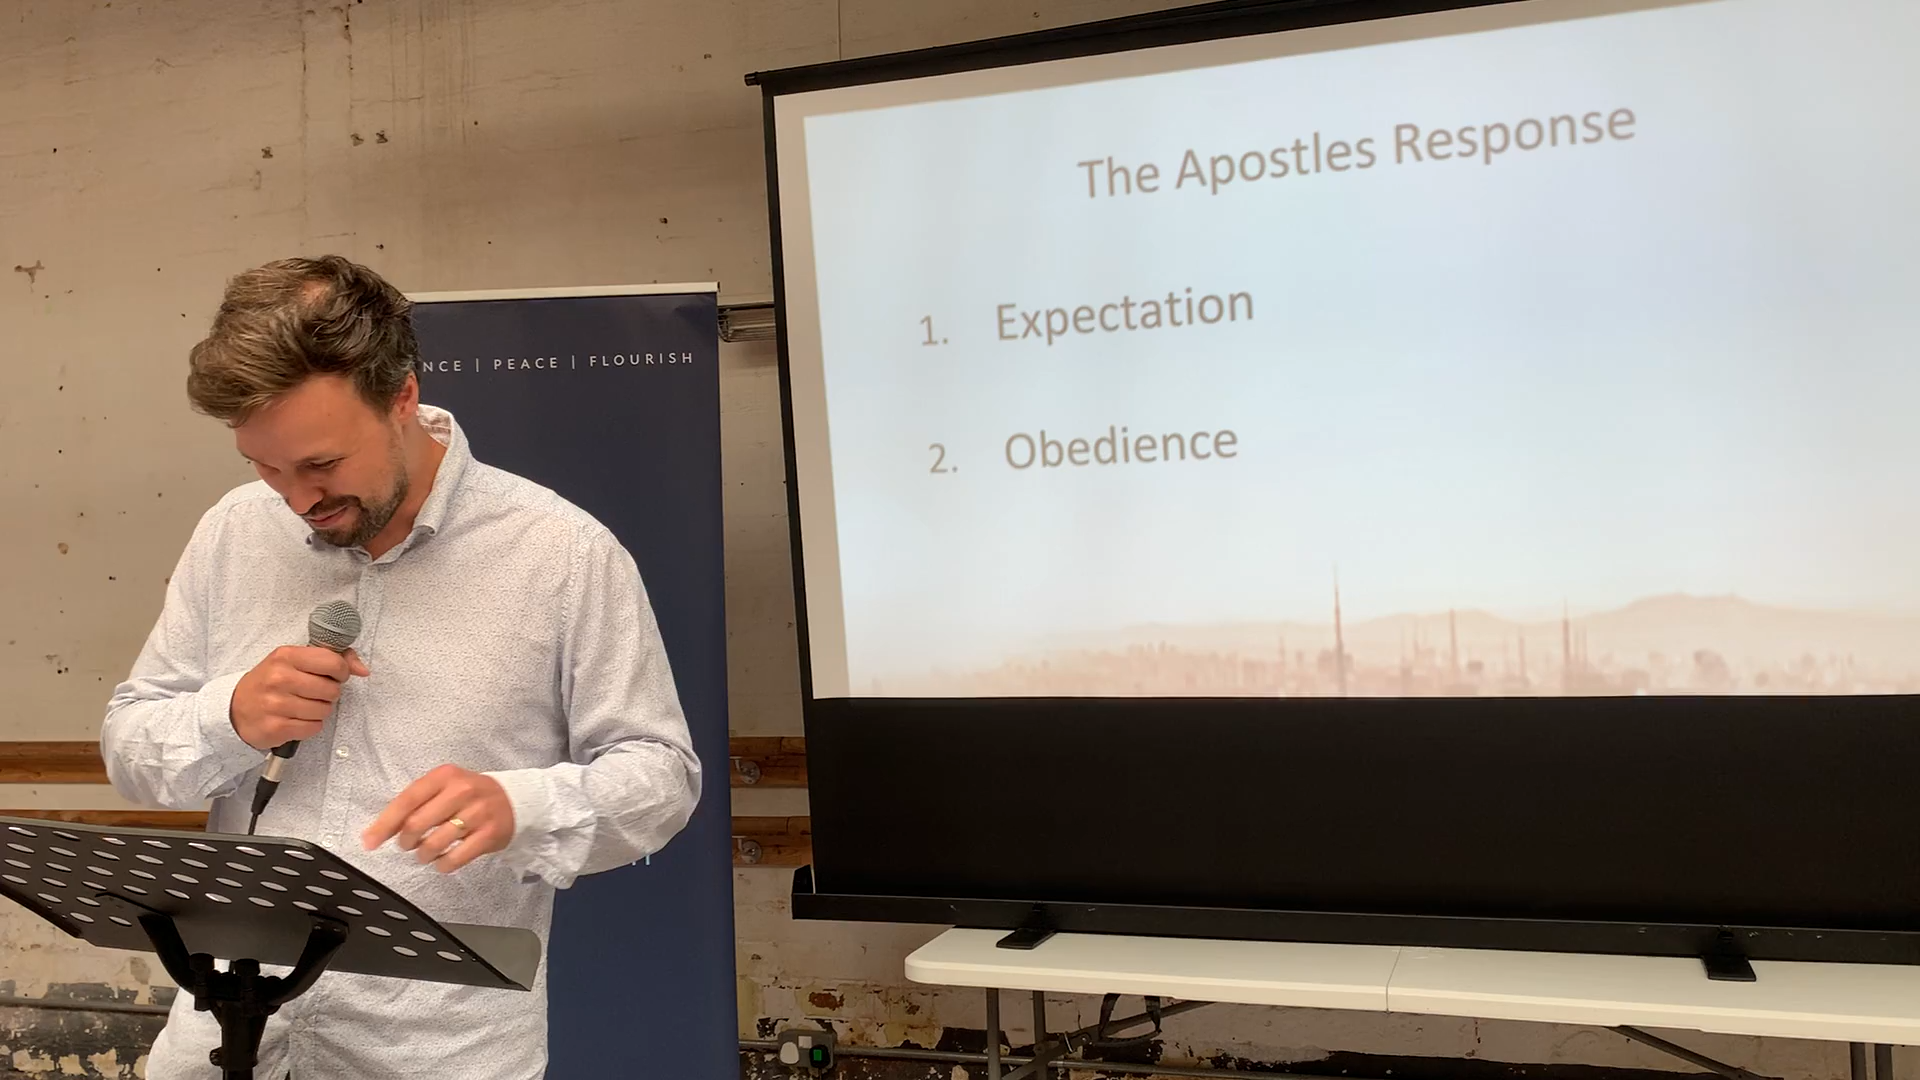 The Apostles Response
1. Expectation
2. Obedience
NCE | PEACE | FLOURISH